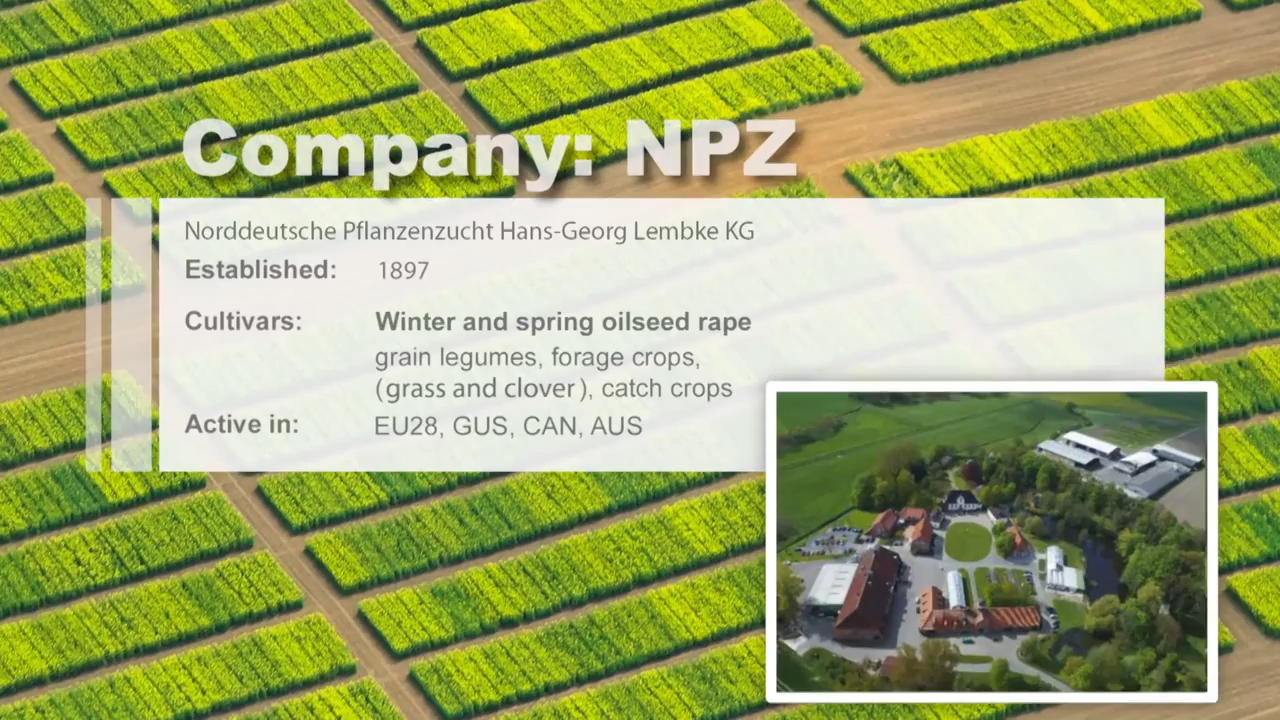 Company: NPZ
Norddeutsche Pflanzenzucht Hans-Georg Lembke KG
Established: 1897
Cultivars: Winter and spring oilseed rape
grain legumes, forage crops,
(grass and clover), catch crops
Active in: EU28, GUS, CAN, AUS